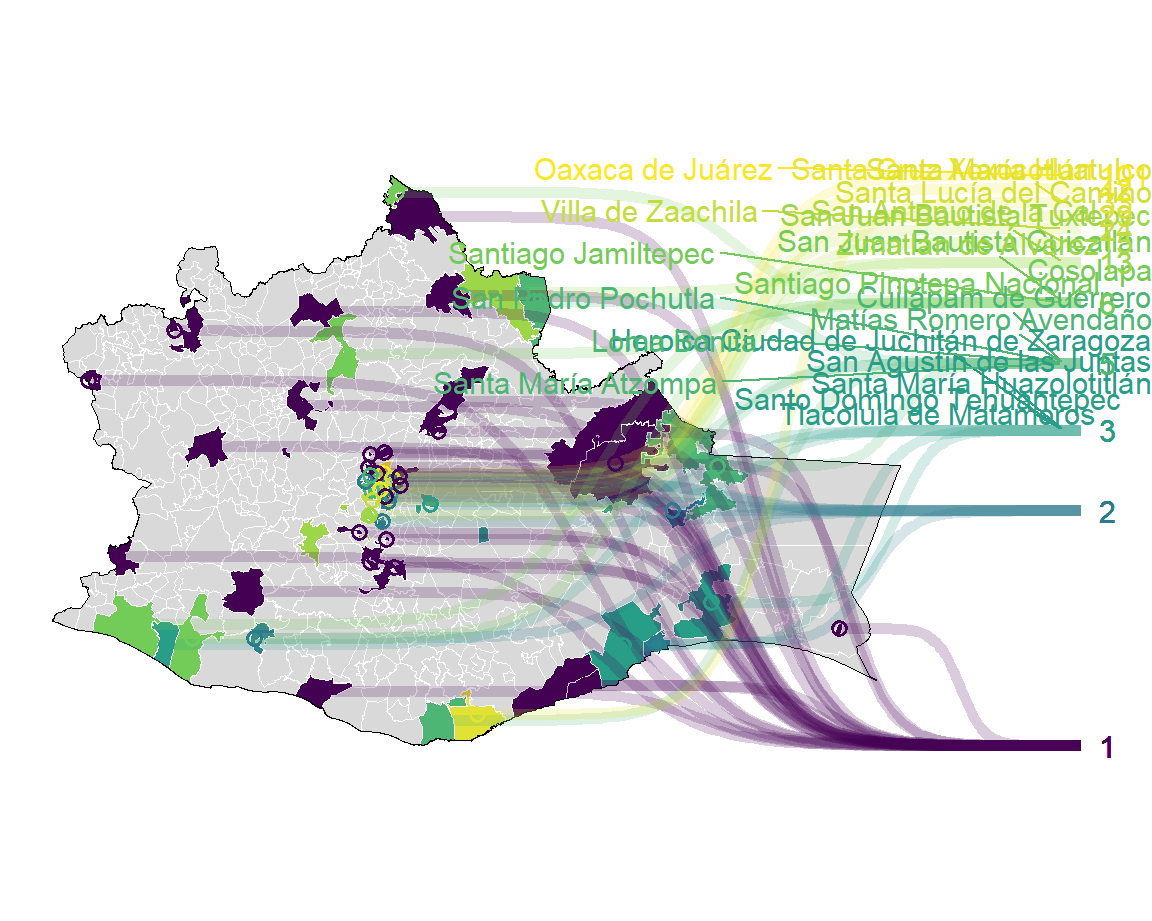 Oaxaca de Juárez
Santa Cruz Xoxocotlán
Santa María Huatulco
Santa Lucía del Camino
Villa de Zaachila
San Antonio de la Cal
San Juan Bautista Tuxtepec
San Juan Bautista Cuicatlán
Zimatlán de Álvarez
Santiago Jamiltepec
13
Cosolapa
Santiago Pinotepa Nacional
San Pedro Pochutla
Cuilápam de Guerrero
6
Matías Romero Avendaño
Loma Bonita
Heroica Ciudad de Juchitán de Zaragoza
San Agustín de las Juntas
5
Santa María Atzompa
Santa María Huazolotitlán
Santo Domingo Tehuantepec
Tlacolula de Matamoros
3
2
1